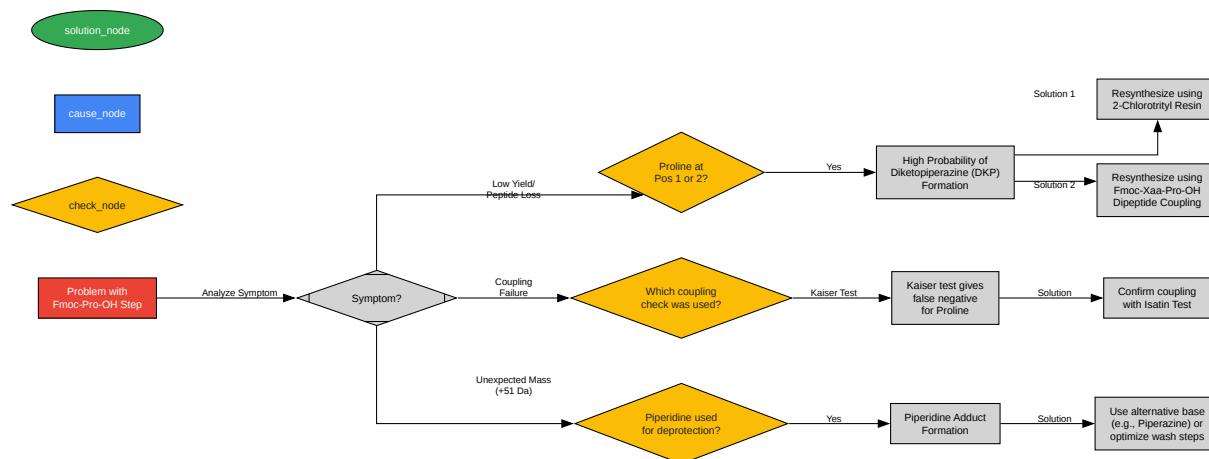 solution_node
cause_node
check_node
Problem with
Fmoc-Pro-OH Step
Analyze Symptom
Symptom?
Low Yield/
Peptide Loss
Proline at
Pos 1 or 2?
Yes
High Probability of
Diketopiperazine (DKP)
Formation
Solution 1
Resynthesize using
2-Chlorotrityl Resin
Solution 2
Resynthesize using
Fmoc-Xaa-Pro-OH
Dipeptide Coupling
Coupling
Failure
Which coupling
check was used?
Kaiser Test
Kaiser test gives
false negative
for Proline
Solution
Confirm coupling
with Isatin Test
Unexpected Mass
(+51 Da)
Piperidine used
for deprotection?
Yes
Piperidine Adduct
Formation
Solution
Use alternative base
(e.g., Piperazine) or
optimize wash steps